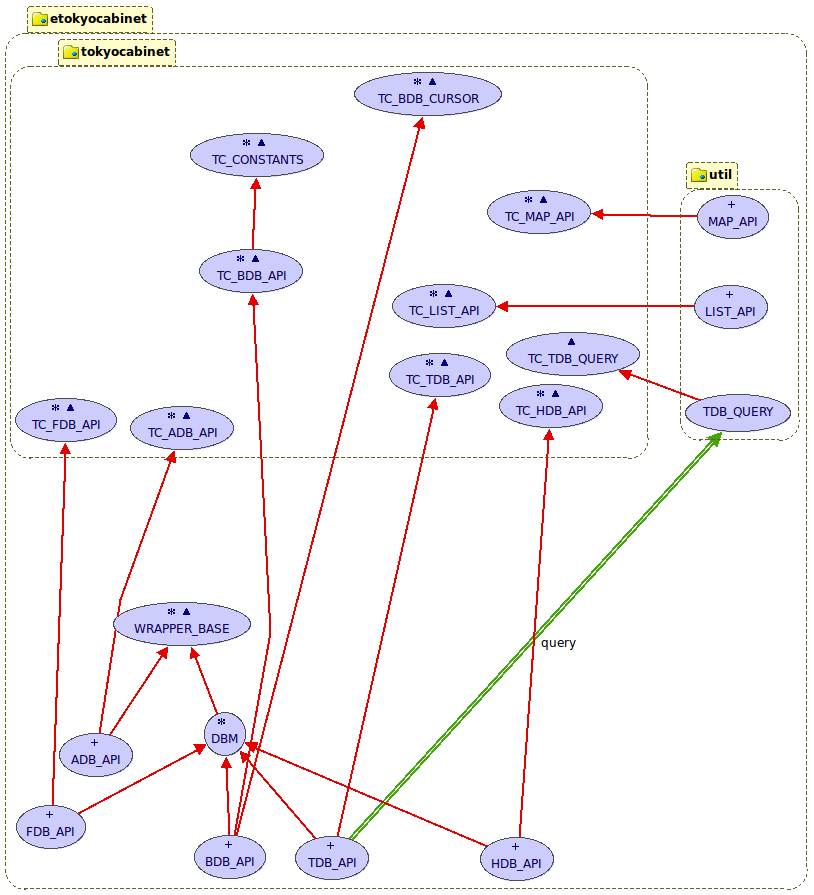 etokyocabinet
tokyocabinet
* ▲
TC_BDB_CURSOR
* ▲
TC_CONSTANTS
util
* ▲
TC_MAP_API
+
MAP_API
* ▲
TC_BDB_API
* ▲
TC_LIST_API
+
LIST_API
▲
TC_TDB_QUERY
* ▲
TC_TDB_API
* ▲
TC_HDB_API
TDB_QUERY
* ▲
TC_FDB_API
* ▲
TC_ADB_API
* ▲
WRAPPER_BASE
query
*
DBM
+
ADB_API
+
FDB_API
+
BDB_API
+
TDB_API
+
HDB_API